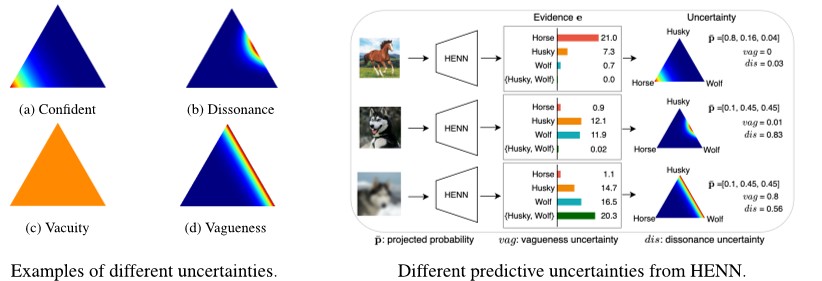 (a) Confident
(b) Dissonance
(c) Vacuity
(d) Vagueness
Examples of different uncertainties.
Evidence e
Uncertainty
HENN
Horse 21.0
Husky 7.3
Wolf 0.7
{Husky, Wolf} 0.0
Husky
Horse
Wolf
p̄ =[0.8, 0.16, 0.04]
vag = 0
dis = 0.03
HENN
Horse 0.9
Husky 12.1
Wolf 11.9
{Husky, Wolf} 0.02
Husky
Horse
Wolf
p̄ =[0.1, 0.45, 0.45]
vag = 0.01
dis = 0.83
HENN
Horse 1.1
Husky 14.7
Wolf 16.5
{Husky, Wolf} 20.3
Husky
Horse
Wolf
p̄ =[0.1, 0.45, 0.45]
vag = 0.8
dis = 0.56
p̄: projected probability vag: vagueness uncertainty dis: dissonance uncertainty
Different predictive uncertainties from HENN.